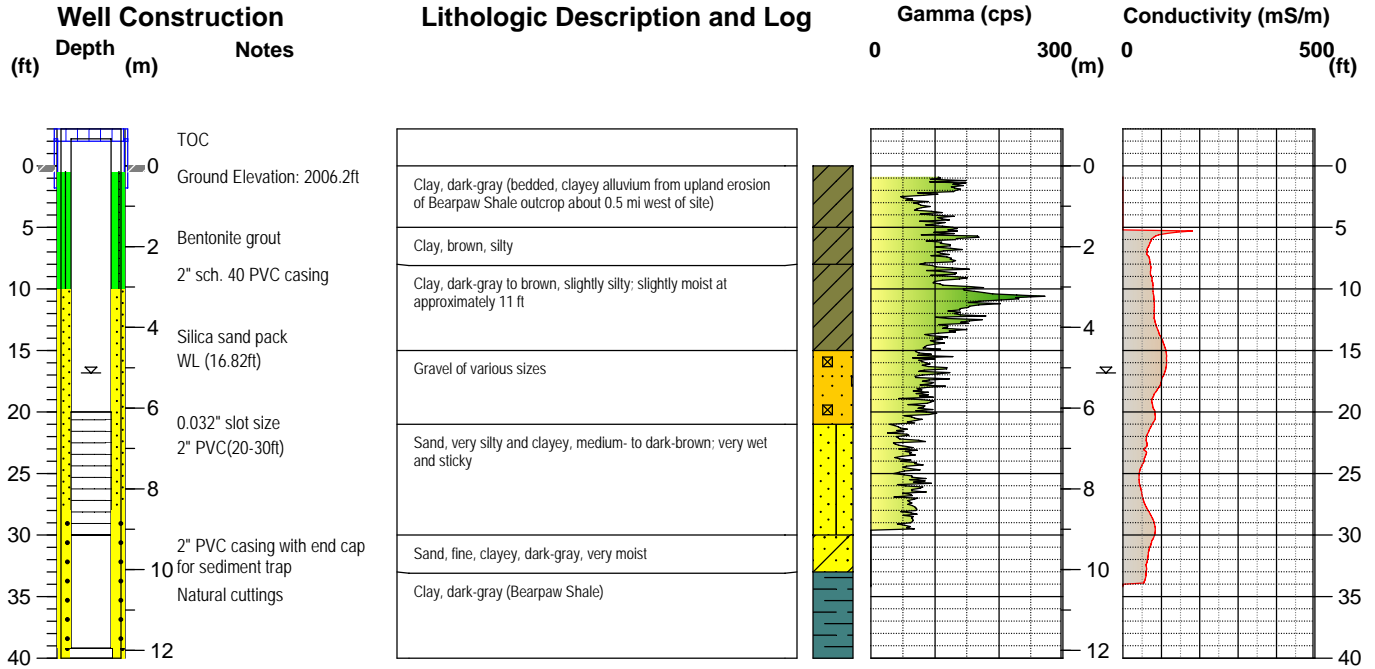 Well Construction
Lithologic Description and Log
Gamma (cps)
Conductivity (mS/m)
Depth
Notes
(ft)
(m)
0
300
(m)
0
500
(ft)
TOC
Ground Elevation: 2006.2ft
Bentonite grout
2" sch. 40 PVC casing
Silica sand pack
WL (16.82ft)
0.032" slot size
2" PVC(20-30ft)
2" PVC casing with end cap
for sediment trap
Natural cuttings
0
5
10
15
20
25
30
35
40
0
2
4
6
8
10
12
Clay, dark-gray (bedded, clayey alluvium from upland erosion
of Bearpaw Shale outcrop about 0.5 mi west of site)
Clay, brown, silty
Clay, dark-gray to brown, slightly silty; slightly moist at
approximately 11 ft
Gravel of various sizes
Sand, very silty and clayey, medium- to dark-brown; very wet
and sticky
Sand, fine, clayey, dark-gray, very moist
Clay, dark-gray (Bearpaw Shale)
0
2
4
6
8
10
12
0
5
10
15
20
25
30
35
40